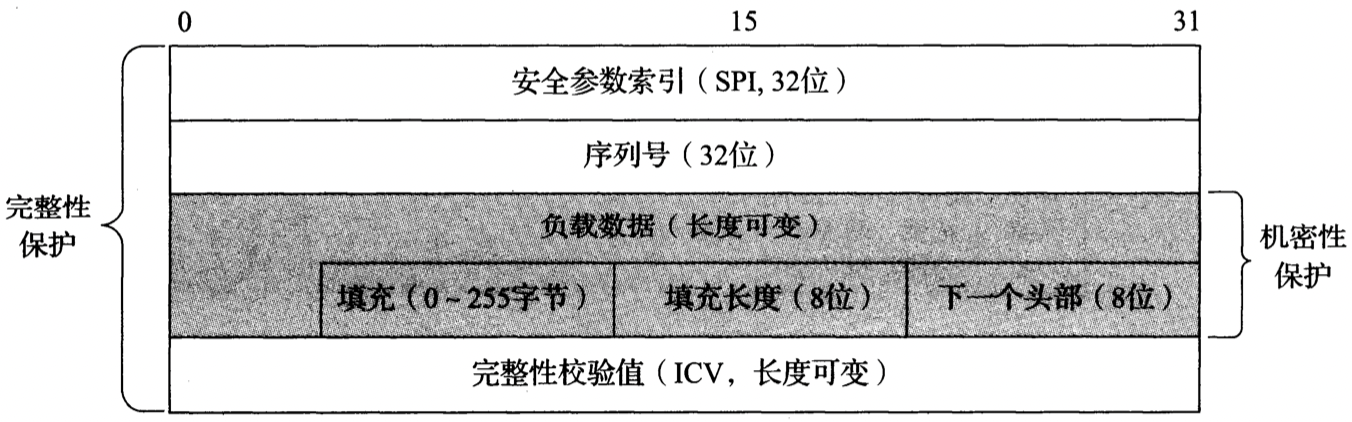 0 15 31
安全参数索引（SPI, 32位）
序列号（32位）
完整性
保护
负载数据（长度可变）
机密性
保护
填充（0~255字节） 填充长度（8位） 下一个头部（8位）
完整性校验值（ICV，长度可变）